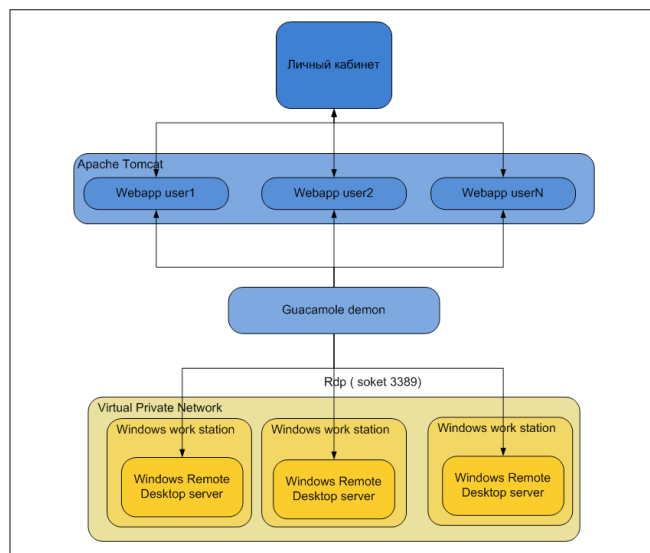 Личный кабинет
Apache Tomcat
Webapp user1
Webapp user2
Webapp userN
Guacamole demon
Rdp ( soket 3389)
Virtual Private Network
Windows work station
Windows work station
Windows work station
Windows Remote
Desktop server
Windows Remote
Desktop server
Windows Remote
Desktop server